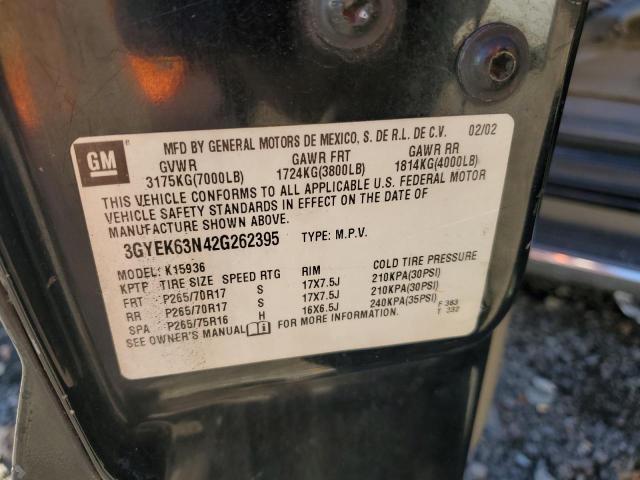 GM
MFD BY GENERAL MOTORS DE MEXICO, S. DE R.L. DE C.V. 02/02
GVWR GAWR FRT GAWR RR
3175KG(7000LB) 1724KG(3800LB) 1814KG(4000LB)
THIS VEHICLE CONFORMS TO ALL APPLICABLE U.S. FEDERAL MOTOR
VEHICLE SAFETY STANDARDS IN EFFECT ON THE DATE OF
MANUFACTURE SHOWN ABOVE.
3GYEK63N42G262395 TYPE: M.P.V.
MODEL: K15936
KPTP TIRE SIZE SPEED RTG RIM COLD TIRE PRESSURE
FRT P265/70R17 S 17X7.5J 210KPA(30PSI)
RR P265/70R17 S 17X7.5J 210KPA(30PSI)
SPA P265/75R16 H 16X6.5J 240KPA(35PSI)
SEE OWNER'S MANUAL FOR MORE INFORMATION.
F 383
T 332